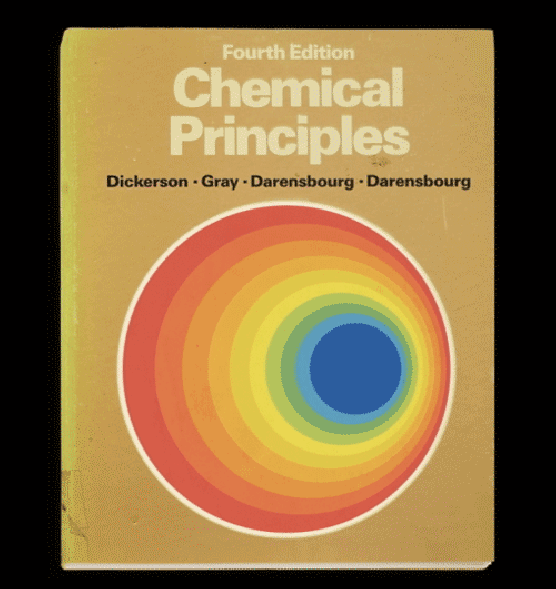 Fourth Edition
Chemical
Principles
Dickerson · Gray · Darensbourg · Darensbourg